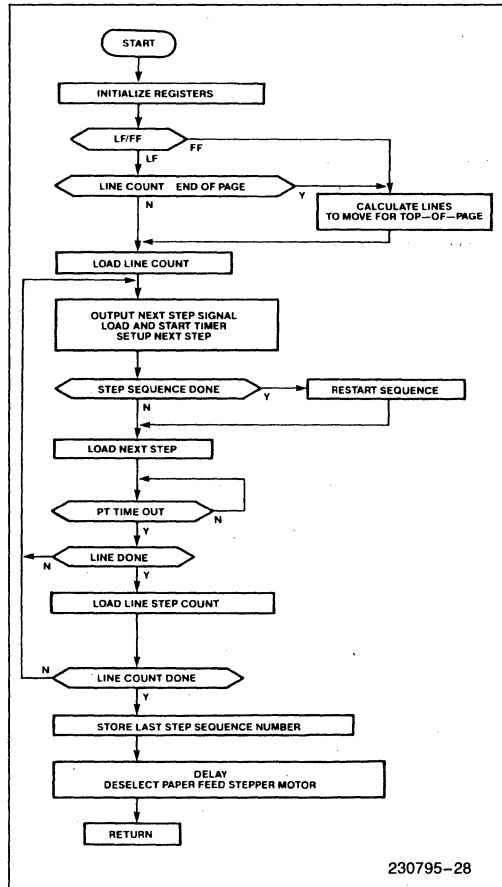 START
INITIALIZE REGISTERS
LF/FF
FF
LF
LINE COUNT END OF PAGE
Y
N
CALCULATE LINES
TO MOVE FOR TOP—OF—PAGE
LOAD LINE COUNT
OUTPUT NEXT STEP SIGNAL
LOAD AND START TIMER
SETUP NEXT STEP
STEP SEQUENCE DONE
Y
RESTART SEQUENCE
N
LOAD NEXT STEP
PT TIME OUT
N
Y
LINE DONE
N
Y
LOAD LINE STEP COUNT
N
LINE COUNT DONE
Y
STORE LAST STEP SEQUENCE NUMBER
DELAY
DESELECT PAPER FEED STEPPER MOTOR
RETURN
230795–28